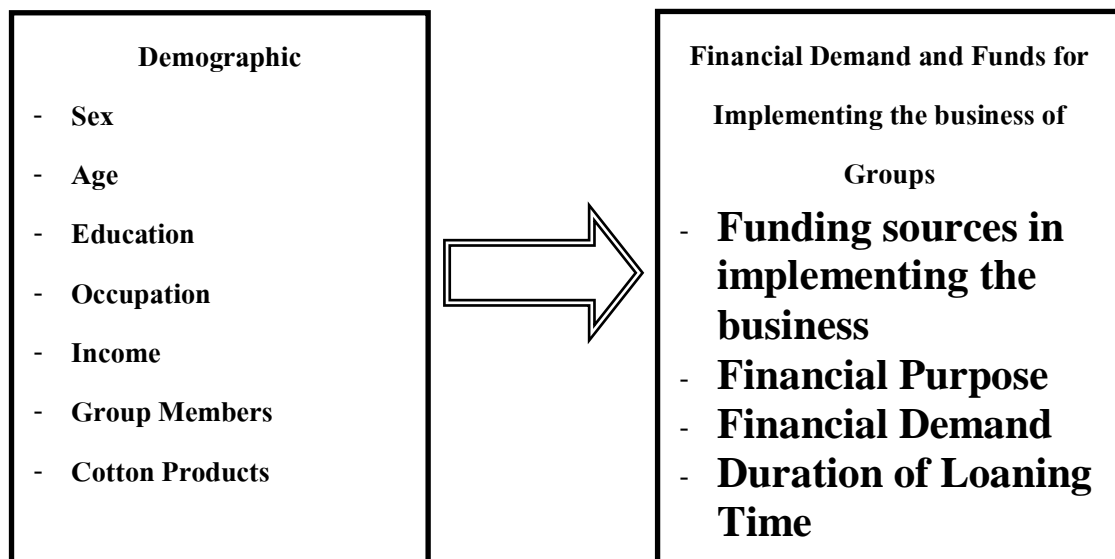 Demographic
- Sex
- Age
- Education
- Occupation
- Income
- Group Members
- Cotton Products
Financial Demand and Funds for
Implementing the business of
Groups
- Funding sources in
implementing the
business
- Financial Purpose
- Financial Demand
- Duration of Loaning
Time